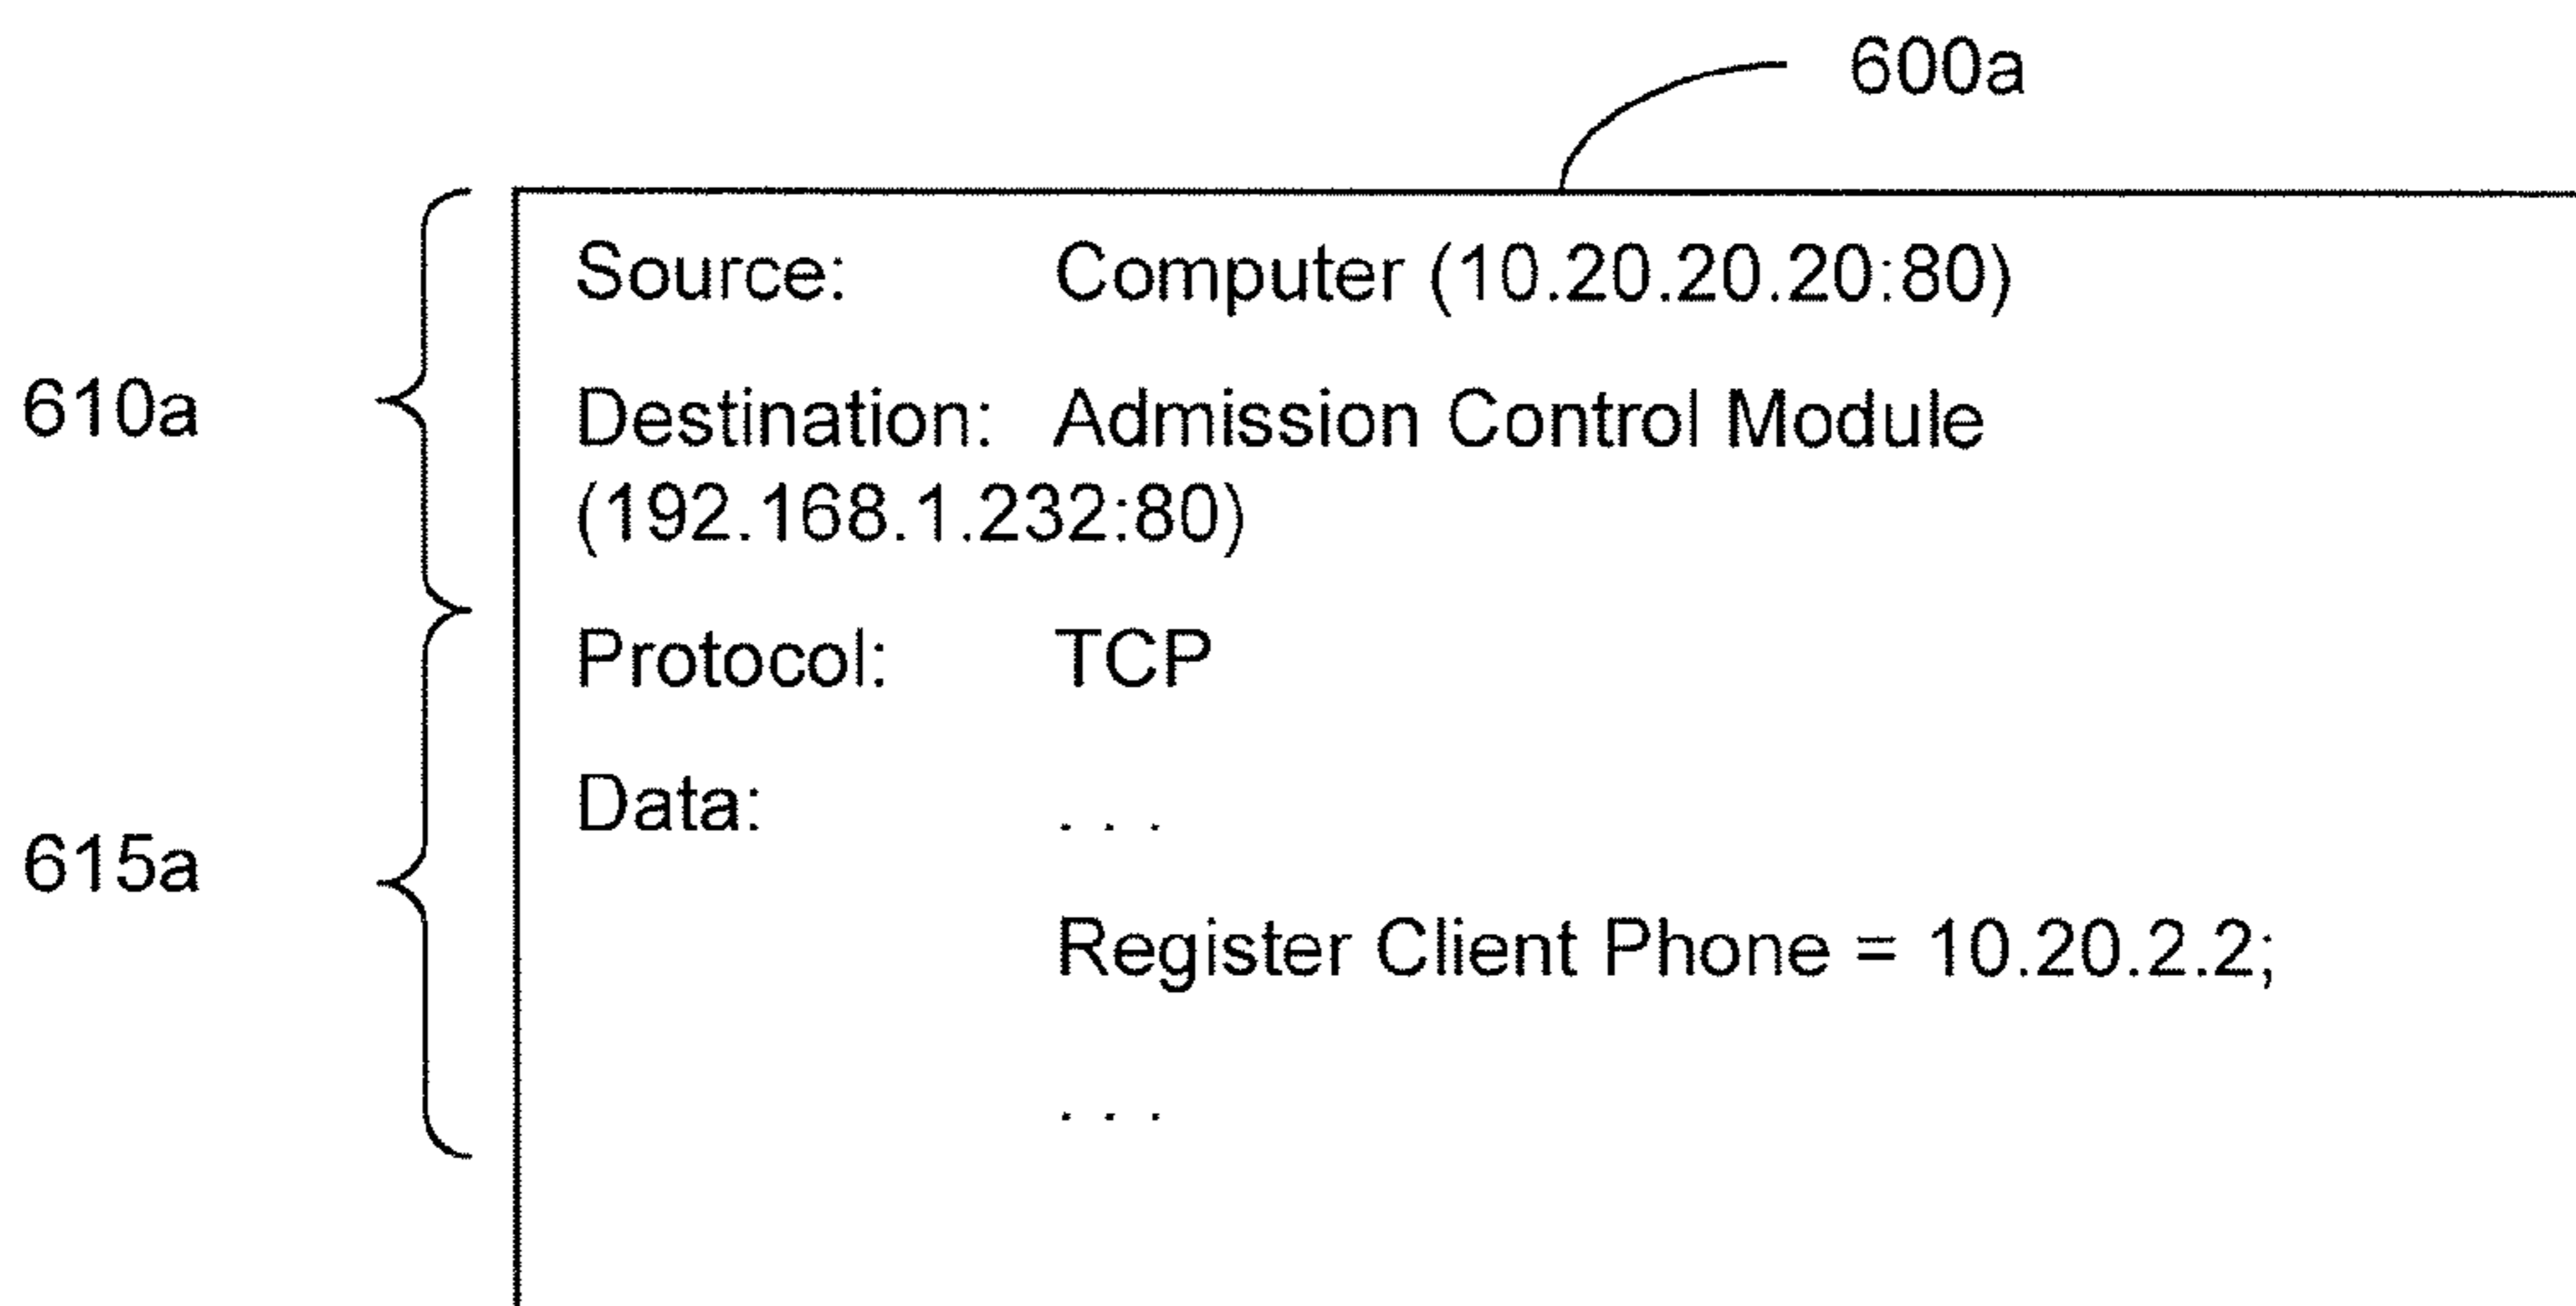 600a
Source: Computer (10.20.20.20:80)
610a
Destination: Admission Control Module
(192.168.1.232:80)
Protocol: TCP
Data: . . .
615a
Register Client Phone = 10.20.2.2;
. . .